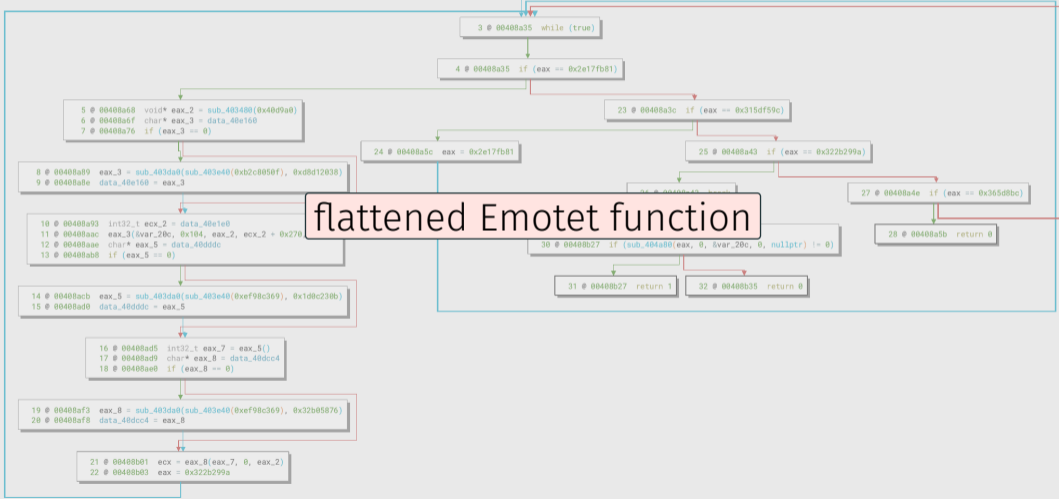 3 @ 00408a35 while (true)
4 @ 00408a35 if (eax == 0x2e17fb81)
5 @ 00408a68 void* eax_2 = sub_403480(0x40d9a0)
6 @ 00408a6f char* eax_3 = data_40e160
7 @ 00408a76 if (eax_3 == 0)
23 @ 00408a3c if (eax == 0x315df59c)
24 @ 00408a5c eax = 0x2e17fb81
25 @ 00408a43 if (eax == 0x322b299a)
8 @ 00408a89 eax_3 = sub_403da0(sub_403e40(0xb2c8050f), 0xd8d12038)
9 @ 00408a8e data_40e160 = eax_3
27 @ 00408a4e if (eax == 0x365d8bc)
28 @ 00408a5b return 0
flattened Emotet function
10 @ 00408a93 int32_t ecx_2 = data_40e1e0
11 @ 00408aac eax_3(&var_20c, 0x104, eax_2, ecx_2 + 0x270,
12 @ 00408aae char* eax_5 = data_40dddc
13 @ 00408ab8 if (eax_5 == 0)
30 @ 00408b27 if (sub_404a80(eax, 0, &var_20c, 0, nullptr) != 0)
31 @ 00408b27 return 1
32 @ 00408b35 return 0
14 @ 00408acb eax_5 = sub_403da0(sub_403e40(0xef98c369), 0x1d0c230b)
15 @ 00408ad0 data_40dddc = eax_5
16 @ 00408ad5 int32_t eax_7 = eax_5()
17 @ 00408ad9 char* eax_8 = data_40dcc4
18 @ 00408ae0 if (eax_8 == 0)
19 @ 00408af3 eax_8 = sub_403da0(sub_403e40(0xef98c369), 0x32b05876)
20 @ 00408af8 data_40dcc4 = eax_8
21 @ 00408b01 ecx = eax_8(eax_7, 0, eax_2)
22 @ 00408b03 eax = 0x322b299a